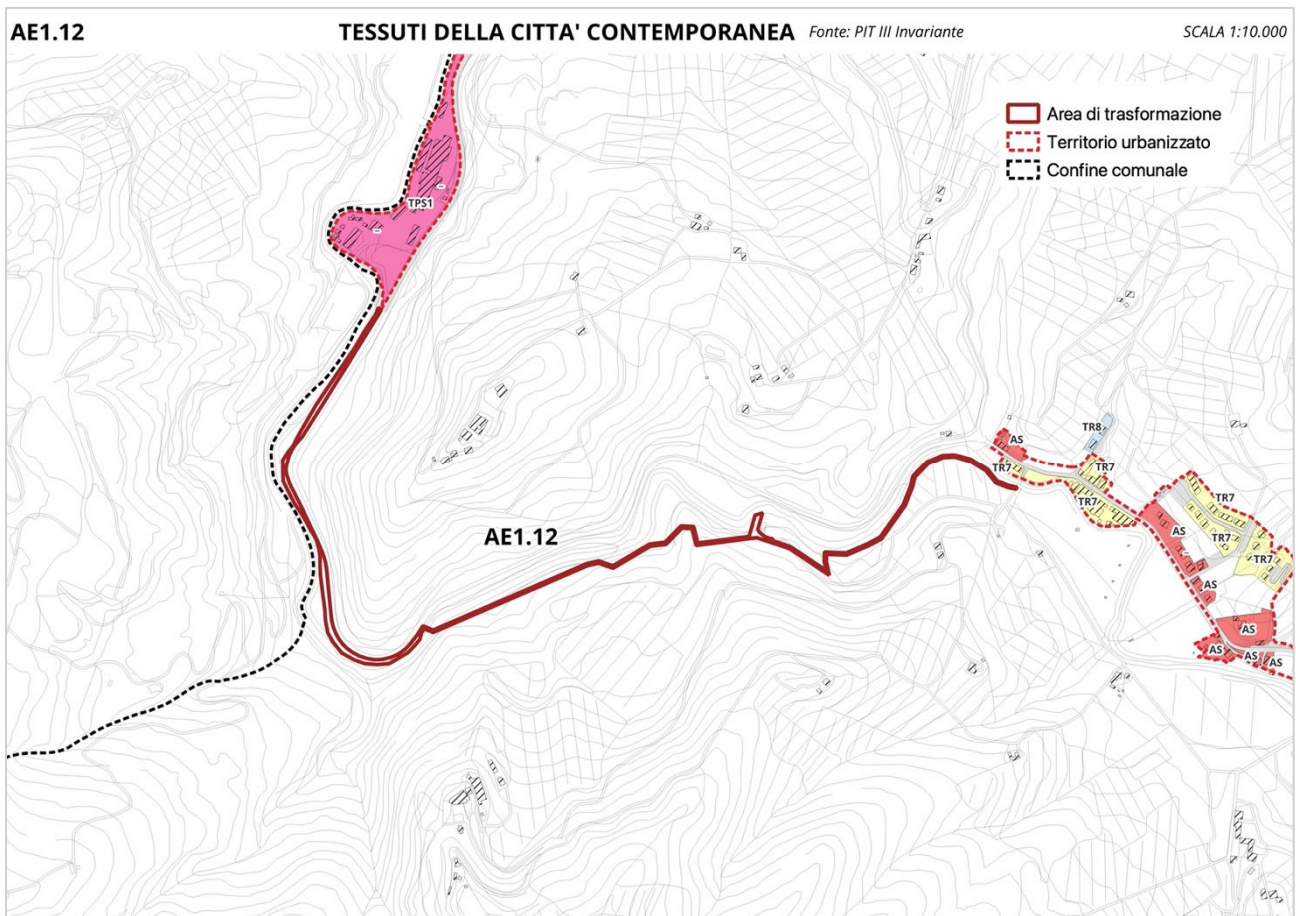 AE1.12
TESSUTI DELLA CITTA' CONTEMPORANEA
Fonte: PIT III Invariante
SCALA 1:10.000
Area di trasformazione
Territorio urbanizzato
Confine comunale
TPS1
TR8
AS
TR7
TR7
TR7
TR7
AS
TR7
TR7
AE1.12
AS
AS
AS
AS
AS